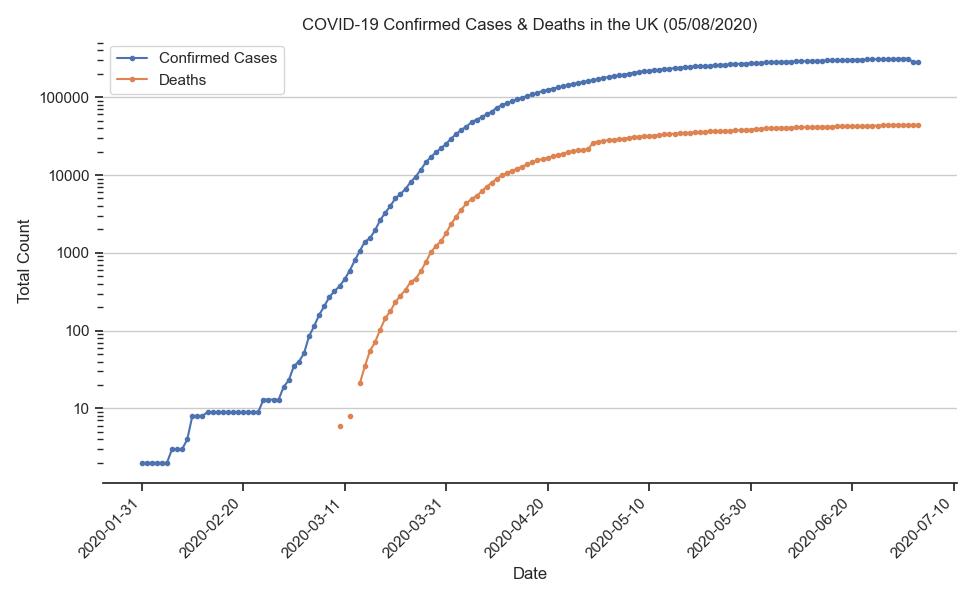 COVID-19 Confirmed Cases & Deaths in the UK (05/08/2020)
Confirmed Cases
Deaths
100000
10000
1000
100
10
Total Count
2020-01-31
2020-02-20
2020-03-11
2020-03-31
2020-04-20
2020-05-10
2020-05-30
2020-06-20
2020-07-10
Date